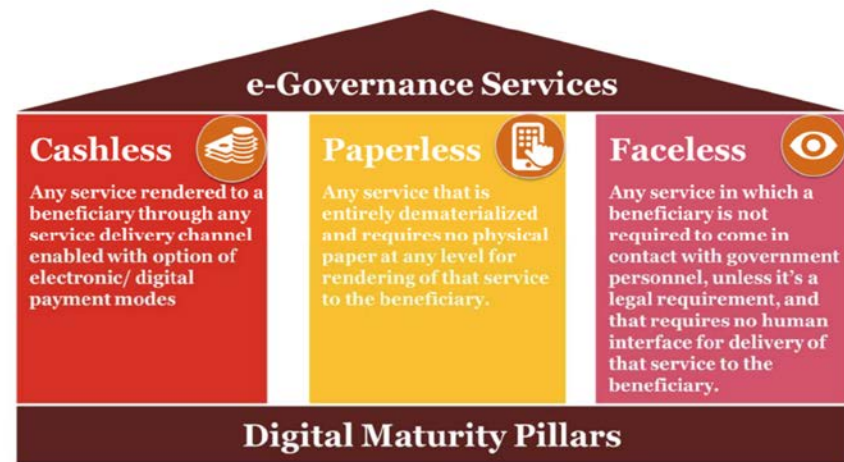 e-Governance Services
Cashless
Any service rendered to a
beneficiary through any
service delivery channel
enabled with option of
electronic/ digital
payment modes
Paperless
Any service that is
entirely dematerialized
and requires no physical
paper at any level for
rendering of that service
to the beneficiary.
Faceless
Any service in which a
beneficiary is not
required to come in
contact with government
personnel, unless it’s a
legal requirement, and
that requires no human
interface for delivery of
that service to the
beneficiary.
Digital Maturity Pillars